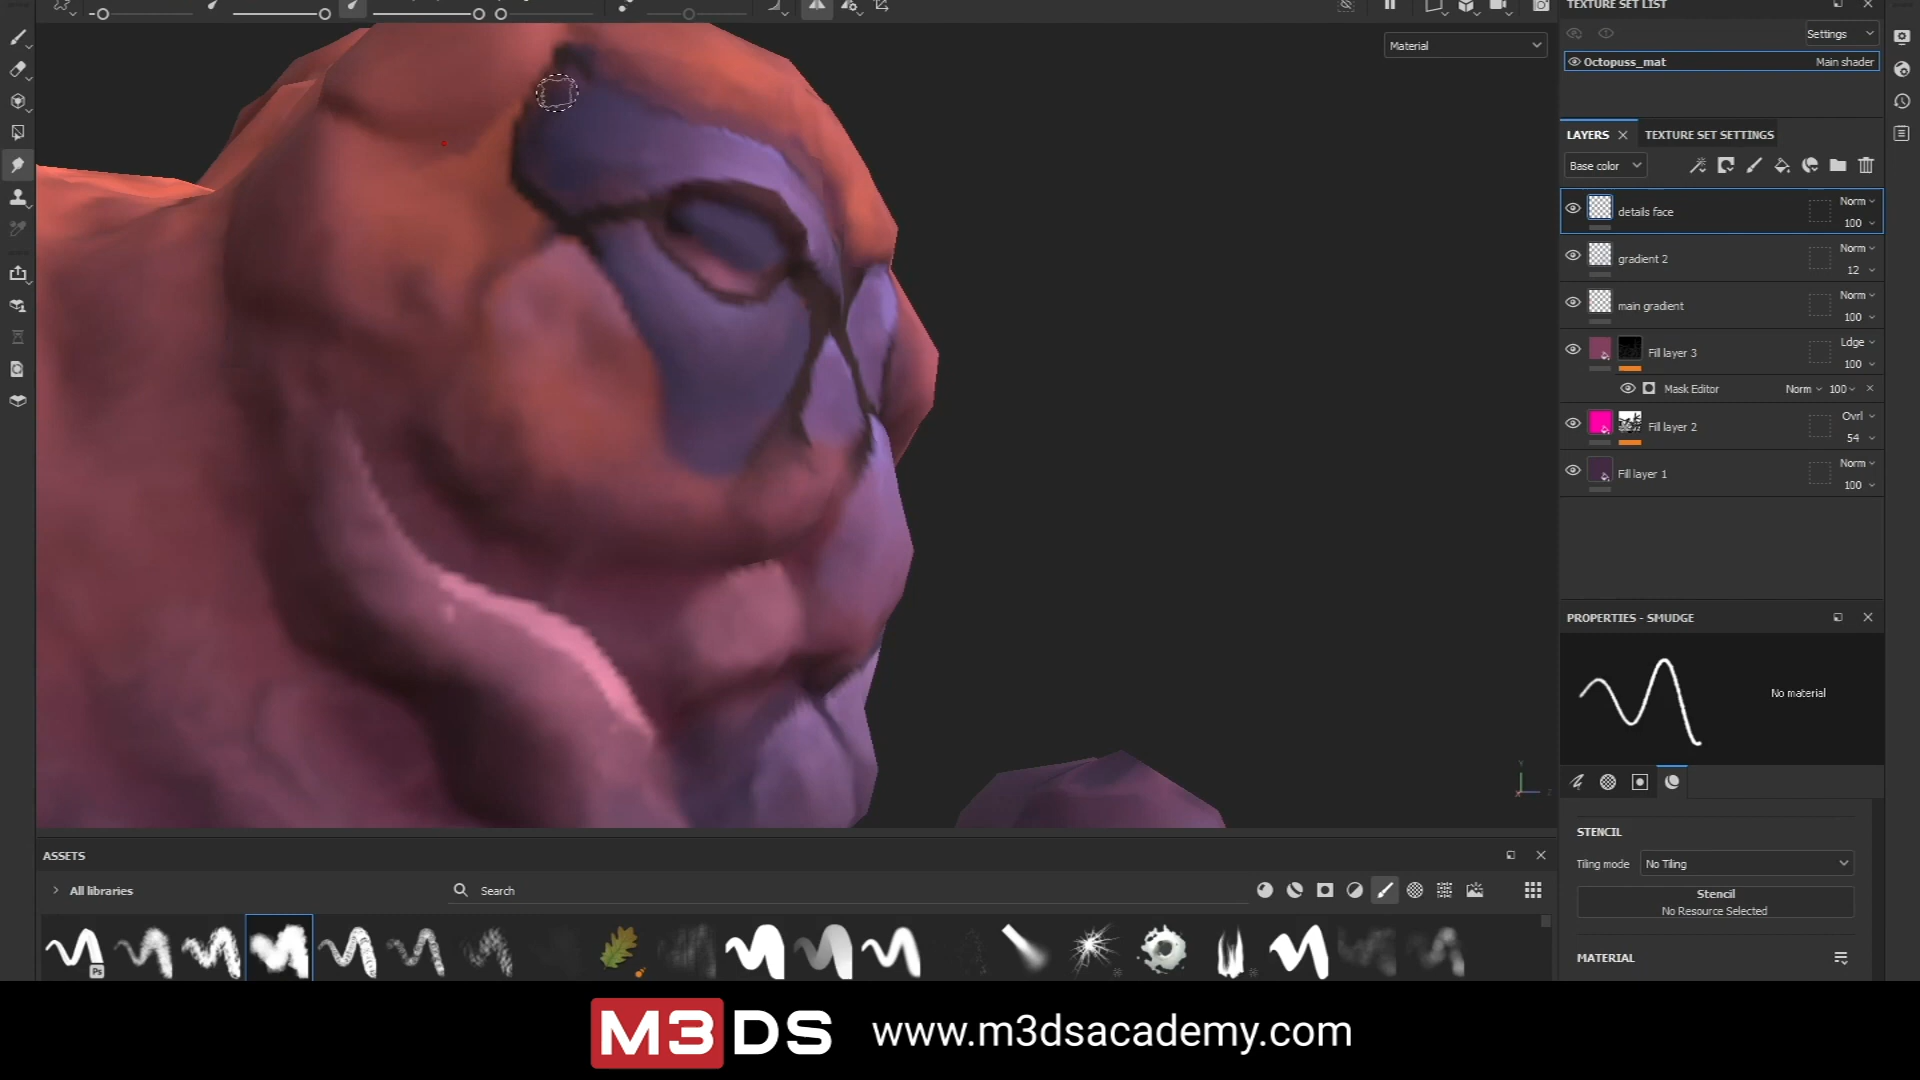 TEXTURE SET LIST
Settings
Octopuss_mat Main shader
Material
LAYERS TEXTURE SET SETTINGS
Base color
details face Norm 100
gradient 2 Norm 12
main gradient Norm 100
Fill layer 3 Ldge 100
Mask Editor Norm 100
Fill layer 2 Ovrl 54
Fill layer 1 Norm 100
PROPERTIES - SMUDGE
No material
STENCIL
Tiling mode No Tiling
Stencil
No Resource Selected
MATERIAL
Y
ASSETS
All libraries
Search
Ps
M3DS www.m3dsacademy.com